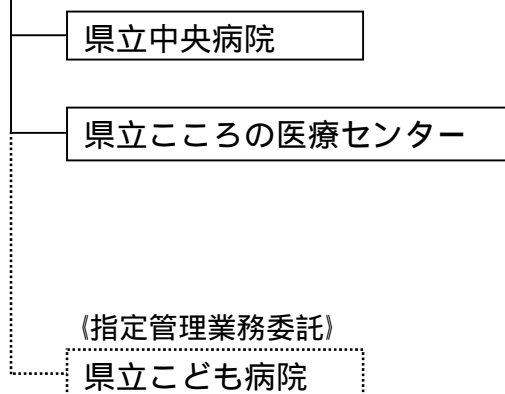 県立中央病院
県立こころの医療センター
《指定管理業務委託》
県立こども病院